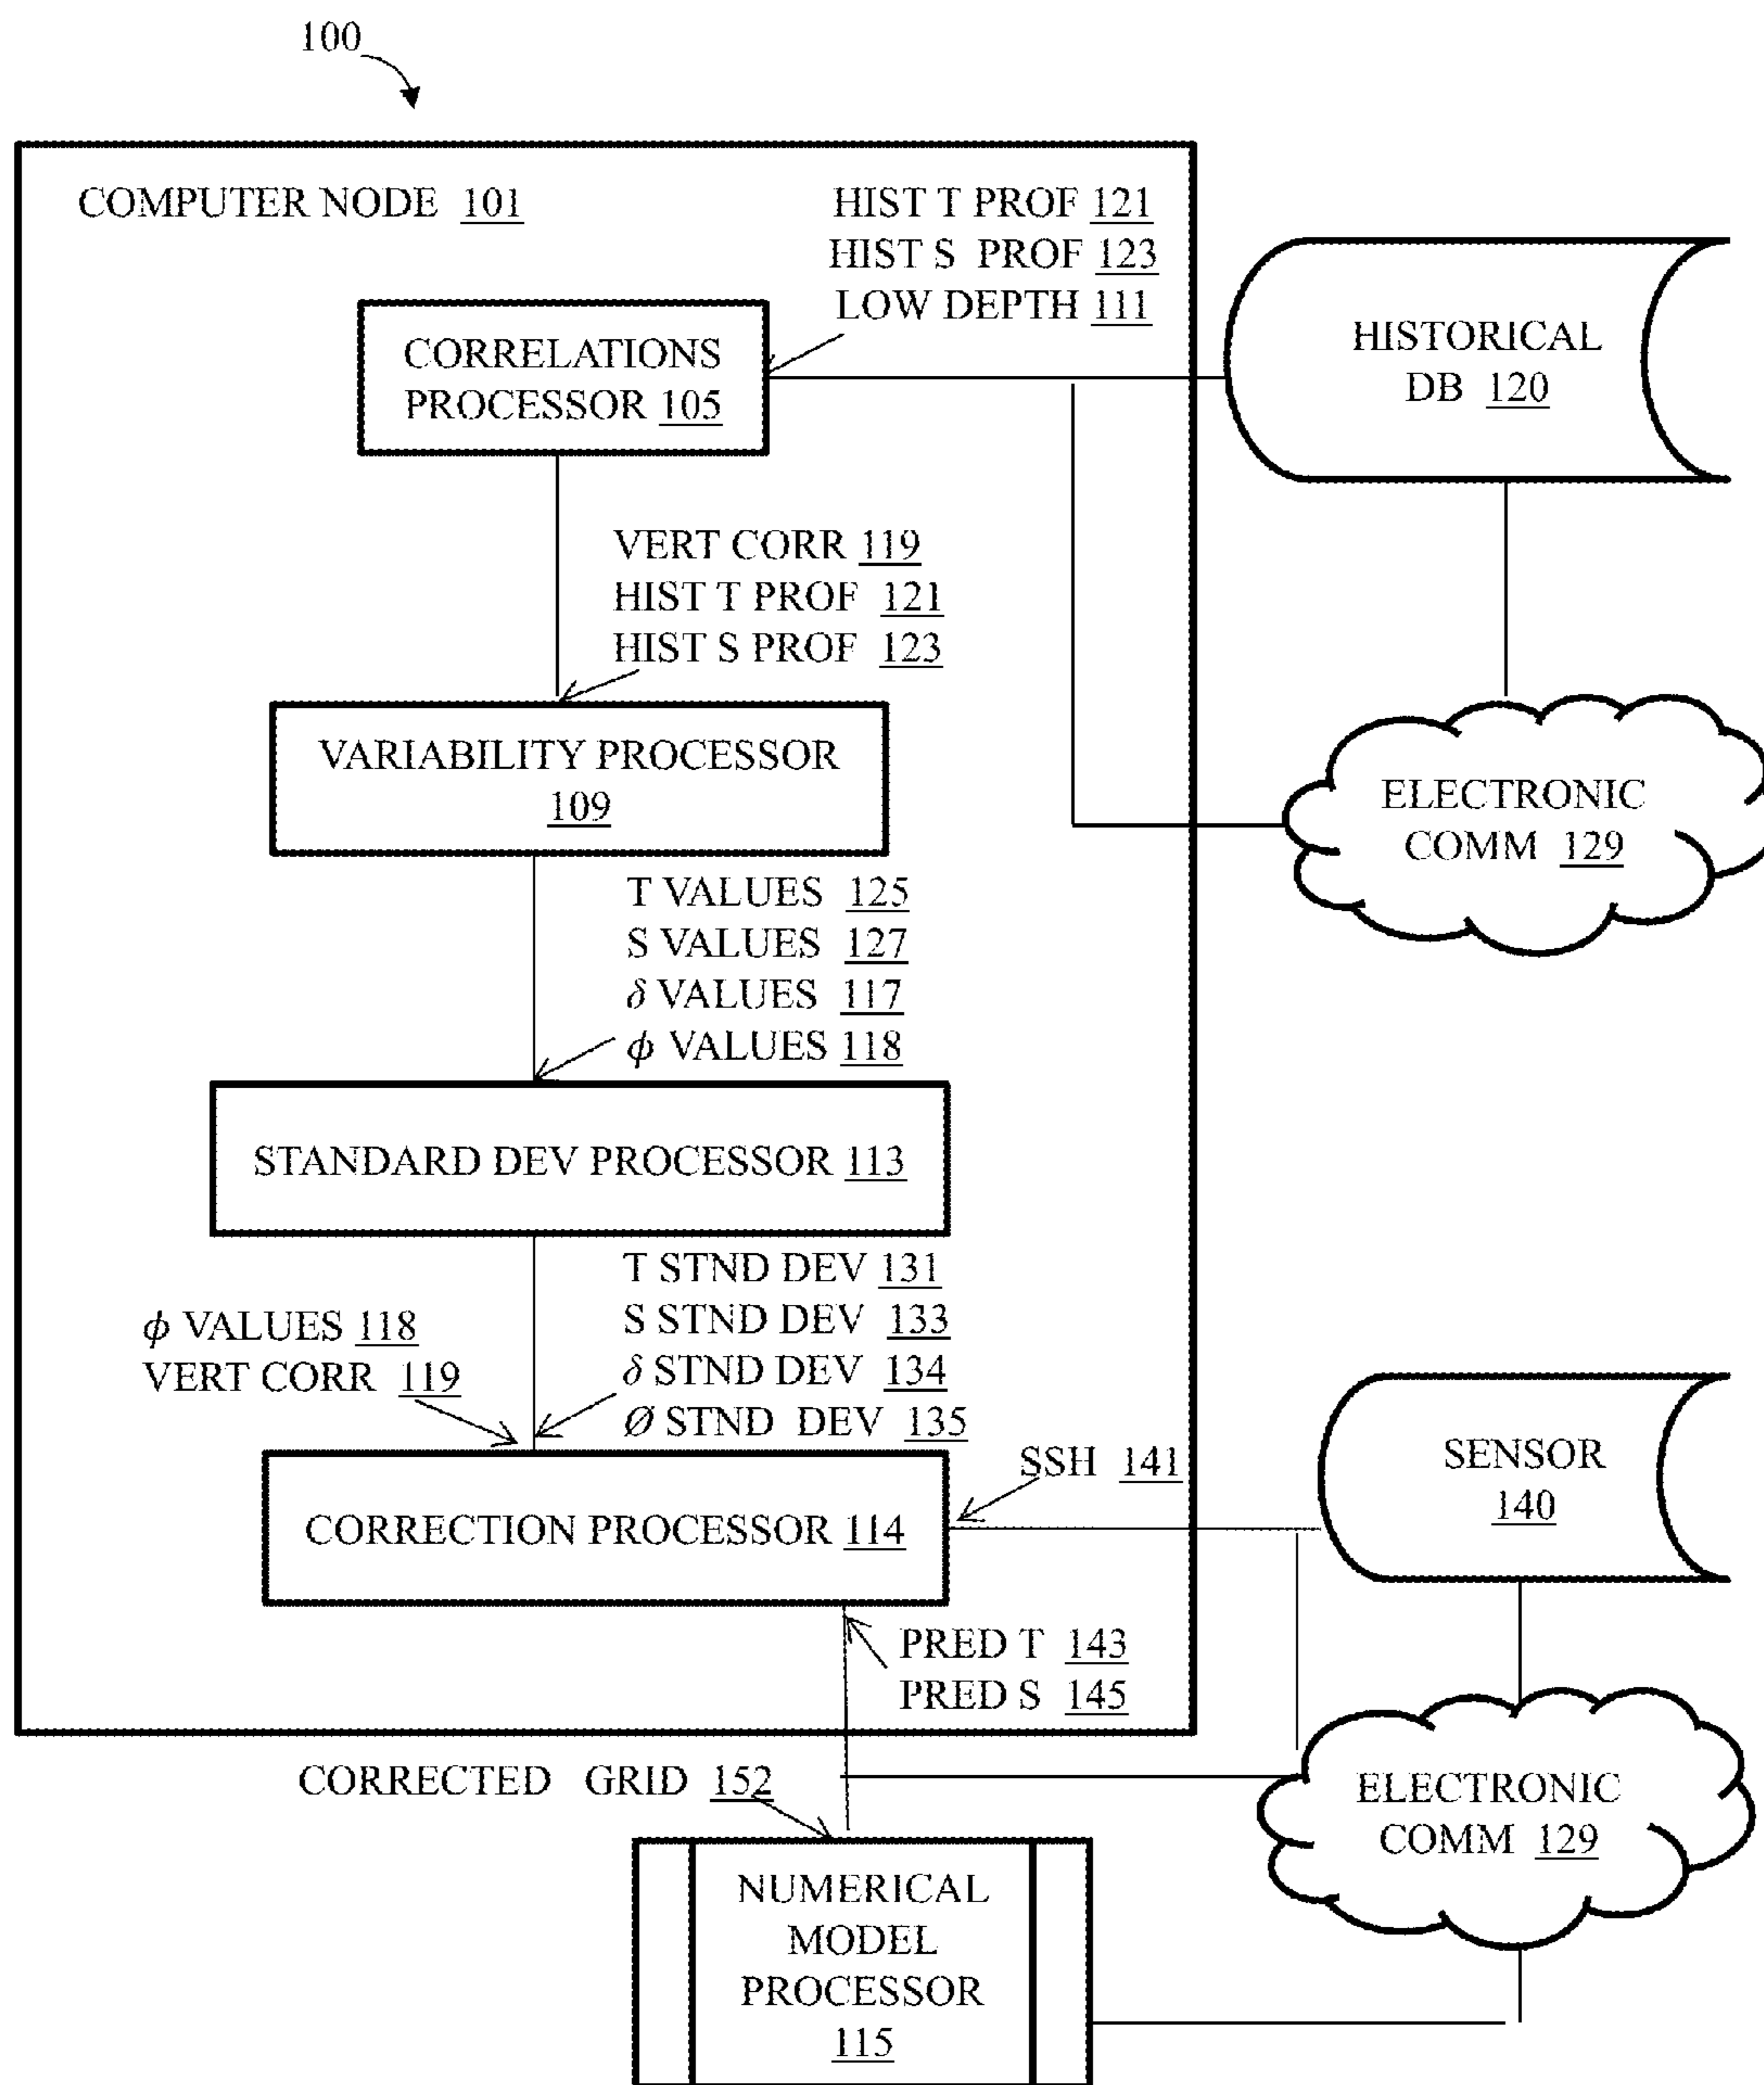 100
COMPUTER NODE 101
HIST T PROF 121
HIST S PROF 123
LOW DEPTH 111
CORRELATIONS
PROCESSOR 105
HISTORICAL
DB 120
VERT CORR 119
HIST T PROF 121
HIST S PROF 123
VARIABILITY PROCESSOR
109
ELECTRONIC
COMM 129
T VALUES 125
S VALUES 127
δ VALUES 117
ϕ VALUES 118
STANDARD DEV PROCESSOR 113
T STND DEV 131
S STND DEV 133
δ STND DEV 134
Ø STND DEV 135
ϕ VALUES 118
VERT CORR 119
SSH 141
SENSOR
140
CORRECTION PROCESSOR 114
PRED T 143
PRED S 145
CORRECTED GRID 152
ELECTRONIC
COMM 129
NUMERICAL
MODEL
PROCESSOR
115